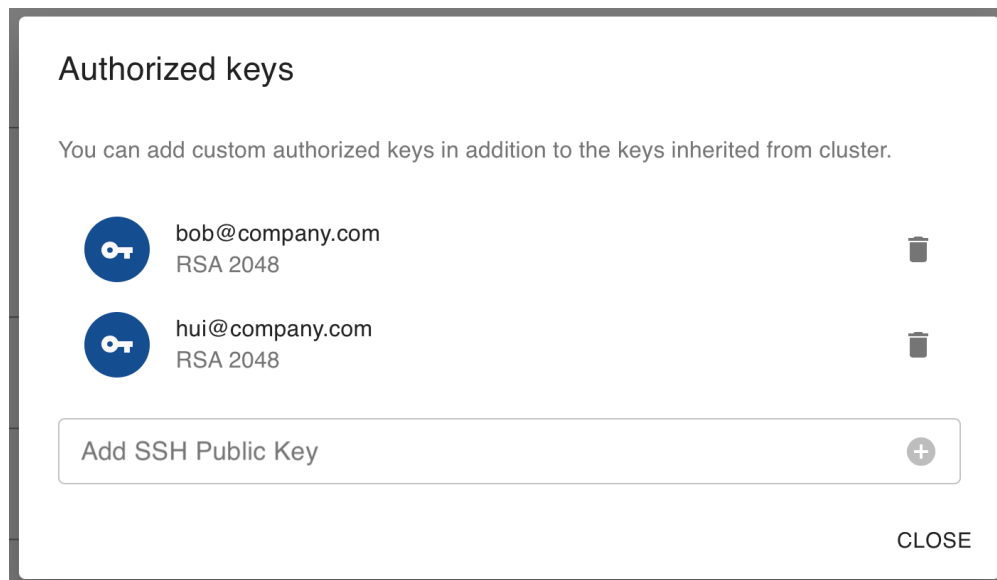 Authorized keys
You can add custom authorized keys in addition to the keys inherited from cluster.
bob@company.com
RSA 2048
hui@company.com
RSA 2048
Add SSH Public Key
CLOSE